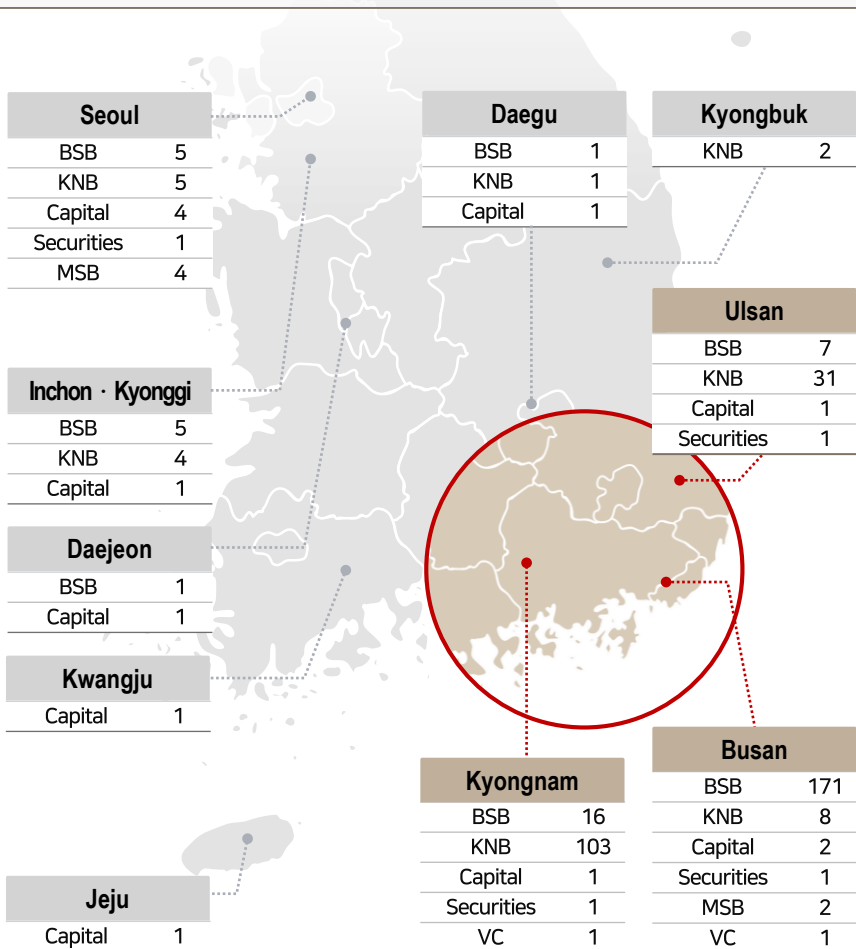 Seoul
BSB 5
KNB 5
Capital 4
Securities 1
MSB 4
Daegu
BSB 1
KNB 1
Capital 1
Kyongbuk
KNB 2
Ulsan
BSB 7
KNB 31
Capital 1
Securities 1
Inchon · Kyonggi
BSB 5
KNB 4
Capital 1
Daejeon
BSB 1
Capital 1
Kwangju
Capital 1
Kyongnam
BSB 16
KNB 103
Capital 1
Securities 1
VC 1
Busan
BSB 171
KNB 8
Capital 2
Securities 1
MSB 2
VC 1
Jeju
Capital 1